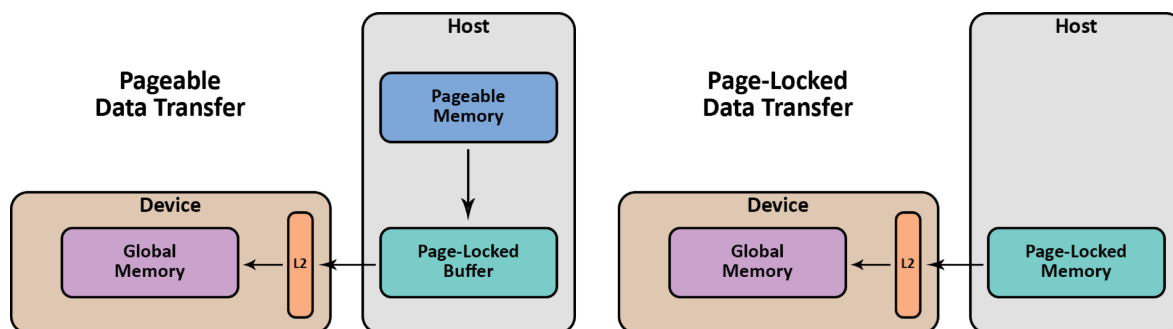 Pageable
Data Transfer
Host
Pageable
Memory
Device
Global
Memory
L2
Page-Locked
Buffer
Page-Locked
Data Transfer
Host
Device
Global
Memory
L2
Page-Locked
Memory